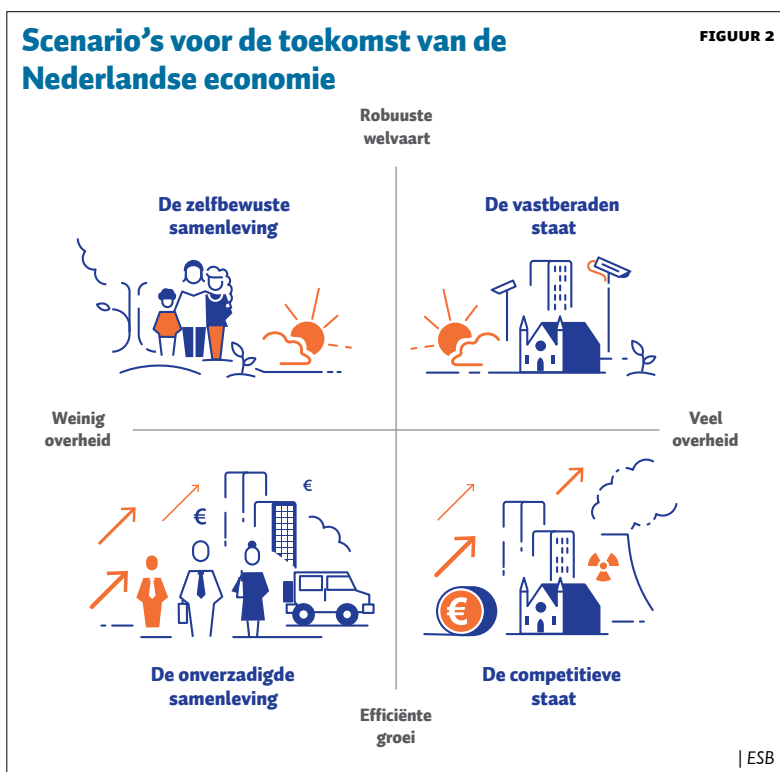 Scenario's voor de toekomst van de
Nederlandse economie
FIGUUR 2
Robuuste
welvaart
De zelfbewuste
samenleving
De vastberaden
staat
Weinig
overheid
Veel
overheid
€
€
€
De onverzadigde
samenleving
De competitieve
staat
Efficiënte
groei
| ESB